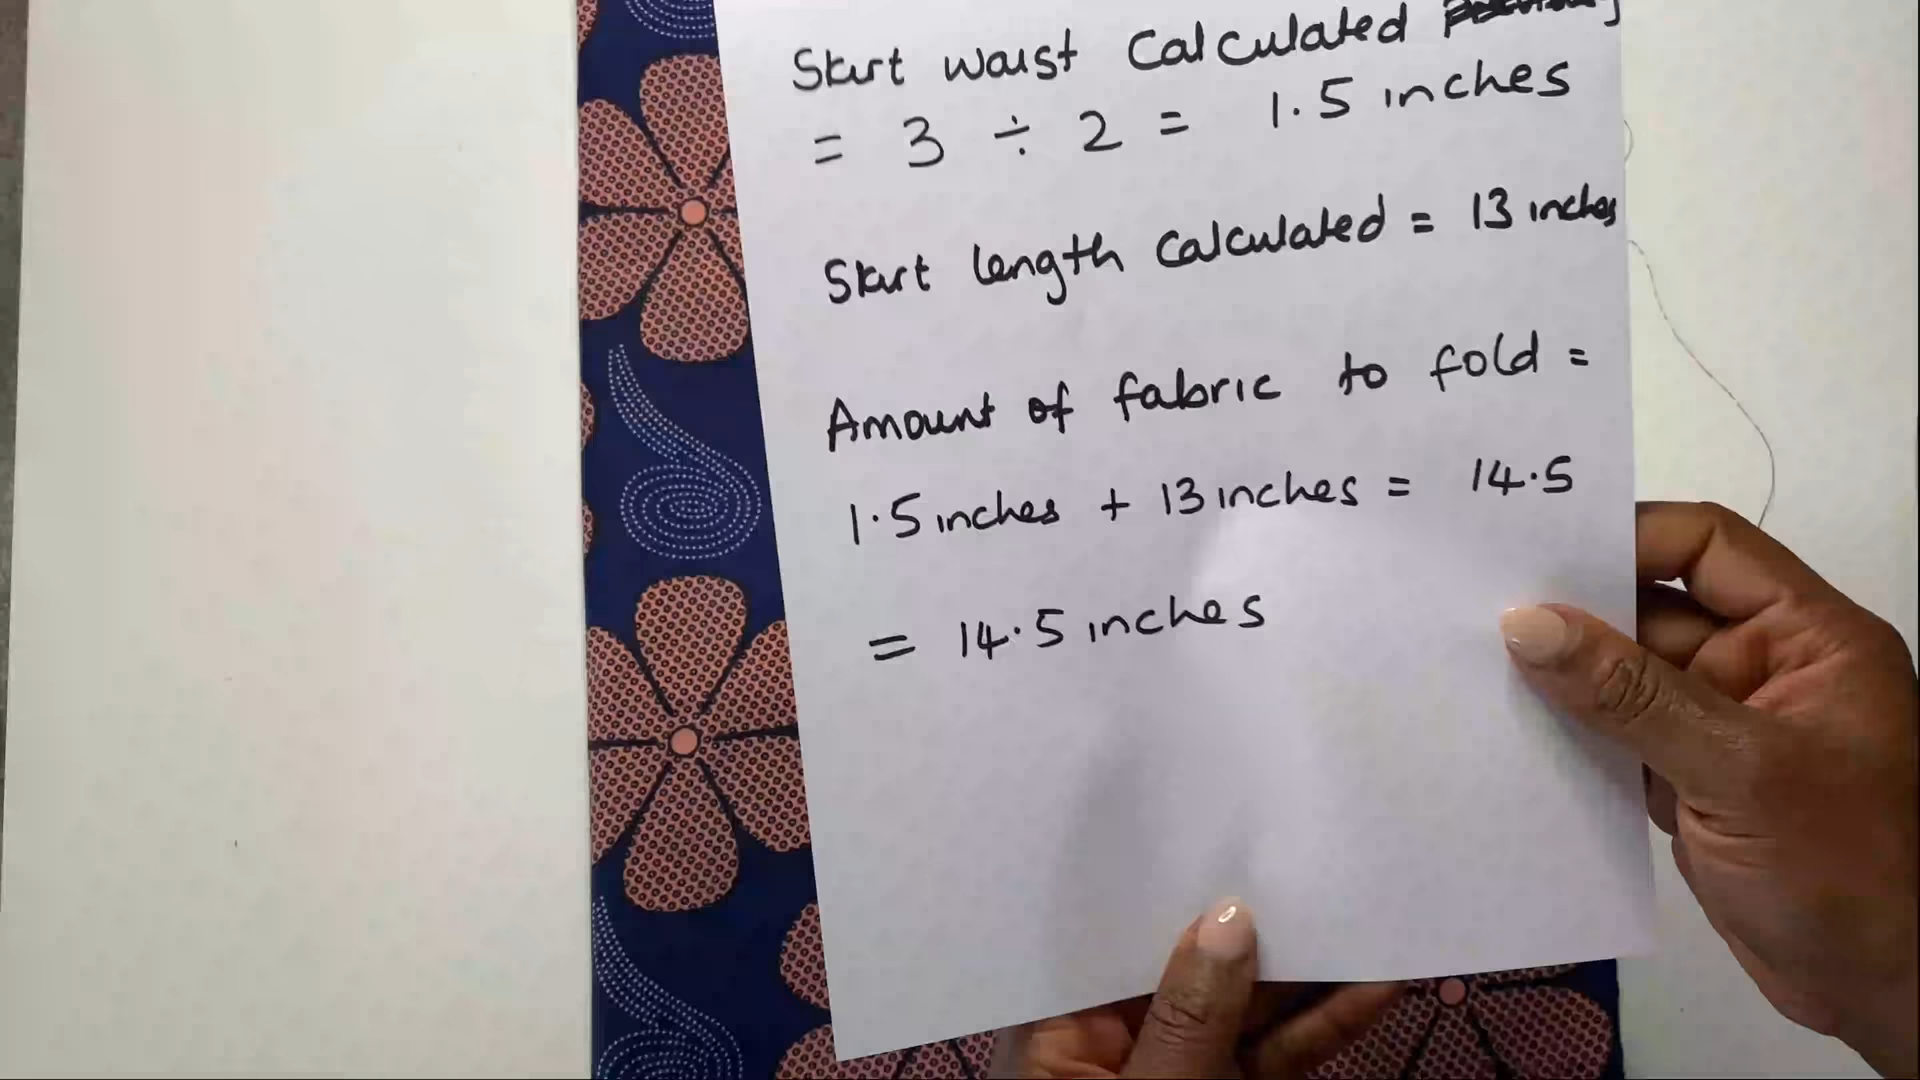 Skirt waist Calculated
= 3 ÷ 2 = 1.5 inches
Skirt length Calculated = 13 inches
Amount of fabric to fold =
1.5 inches + 13 inches = 14.5
= 14.5 inches